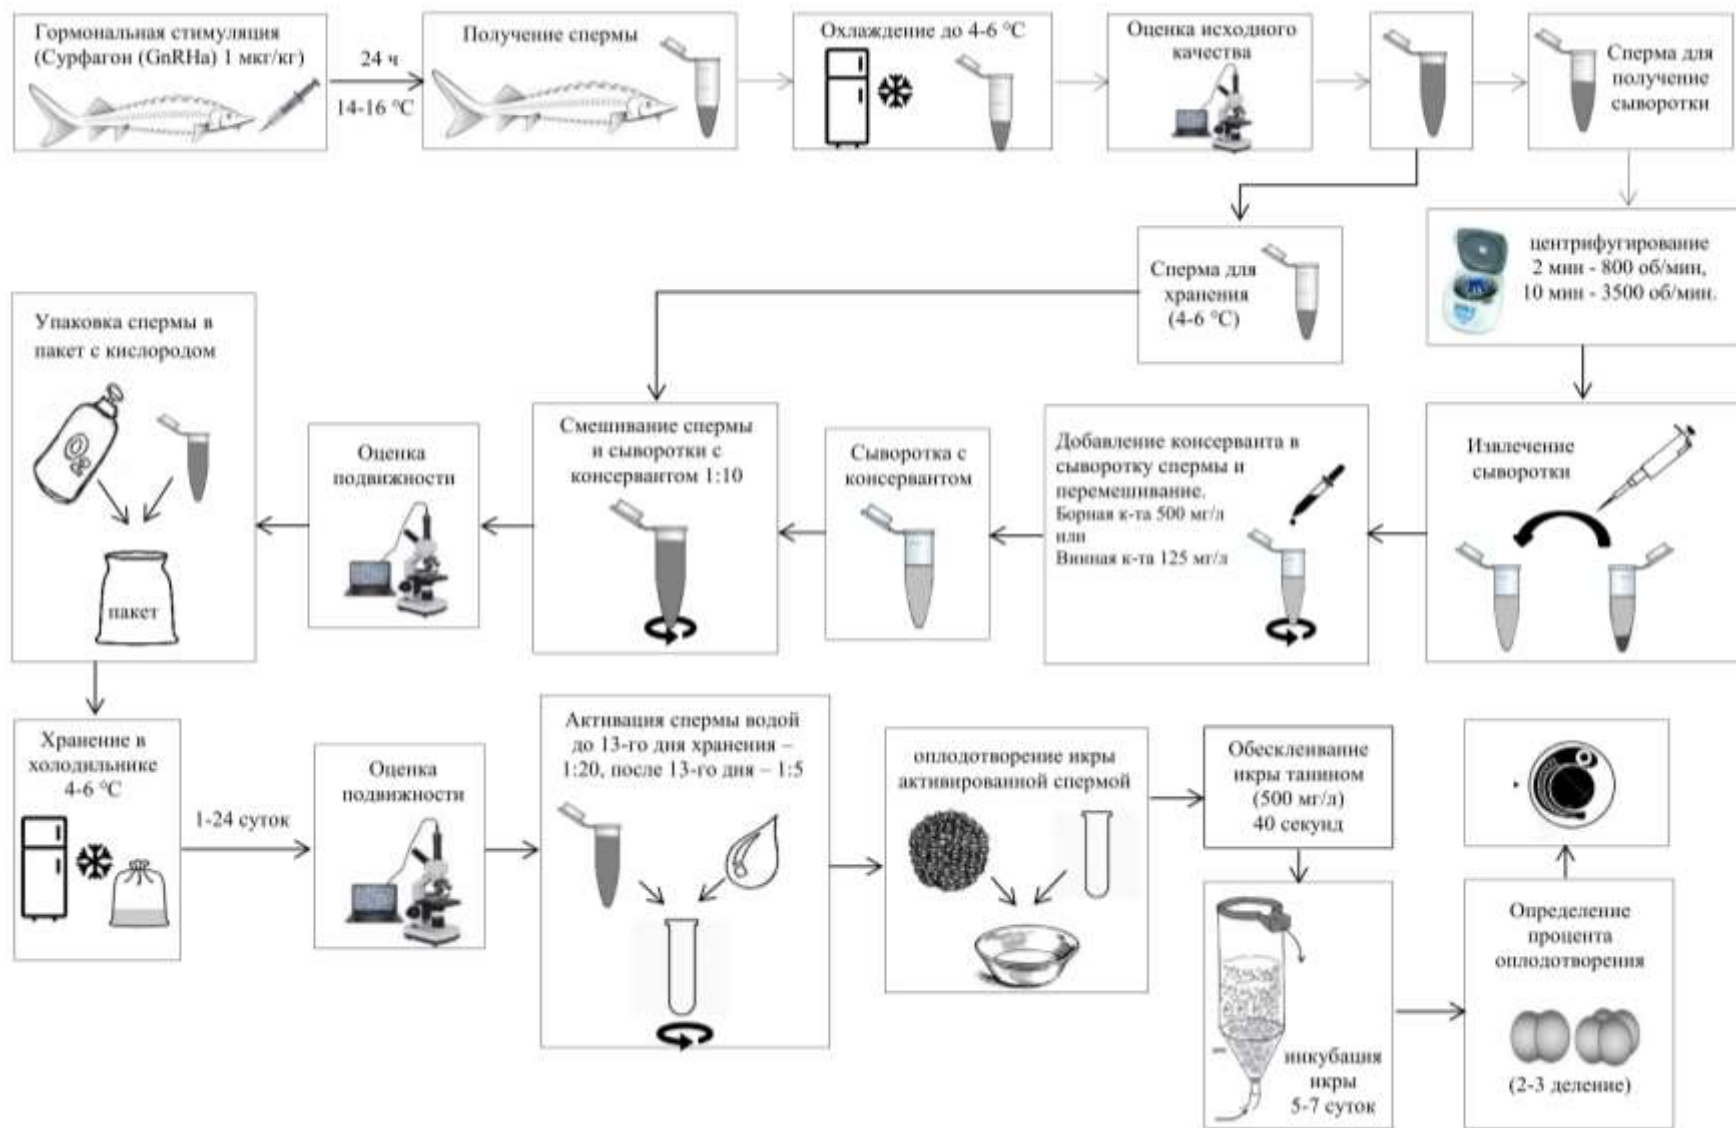 Гормональная стимуляция
(Сурфагон (GnRHa) 1 мкг/кг)
24 ч
14-16 °C
Получение спермы
Охлаждение до 4-6 °C
Оценка исходного
качества
Сперма для
получение
сыворотки
Сперма для
хранения
(4-6 °C)
центрифугирование
2 мин - 800 об/мин,
10 мин - 3500 об/мин.
Извлечение
сыворотки
Добавление консерванта в
сыворотку спермы и
перемешивание.
Борная к-та 500 мг/л
или
Винная к-та 125 мг/л
Сыворотка с
консервантом
Смешивание спермы
и сыворотки с
консервантом 1:10
Оценка
подвижности
Упаковка спермы в
пакет с кислородом
O2
пакет
Хранение в
холодильнике
4-6 °C
1-24 суток
Оценка
подвижности
Активация спермы водой
до 13-го дня хранения –
1:20, после 13-го дня – 1:5
оплодотворение икры
активированной спермой
Обесклеивание
икры танином
(500 мг/л)
40 секунд
инкубация
икры
5-7 суток
Определение
процента
оплодотворения
(2-3 деление)